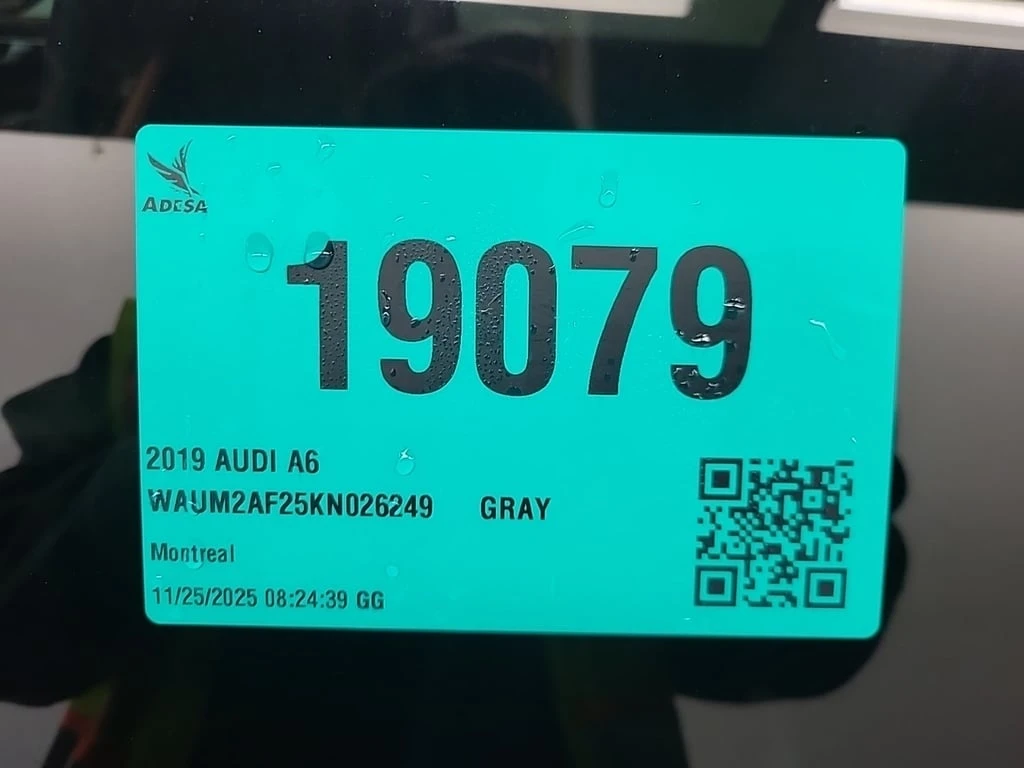 ADESA
19079
2019 AUDI A6
WAUM2AF25KN026249 GRAY
Montreal
11/25/2025 08:24:39 GG